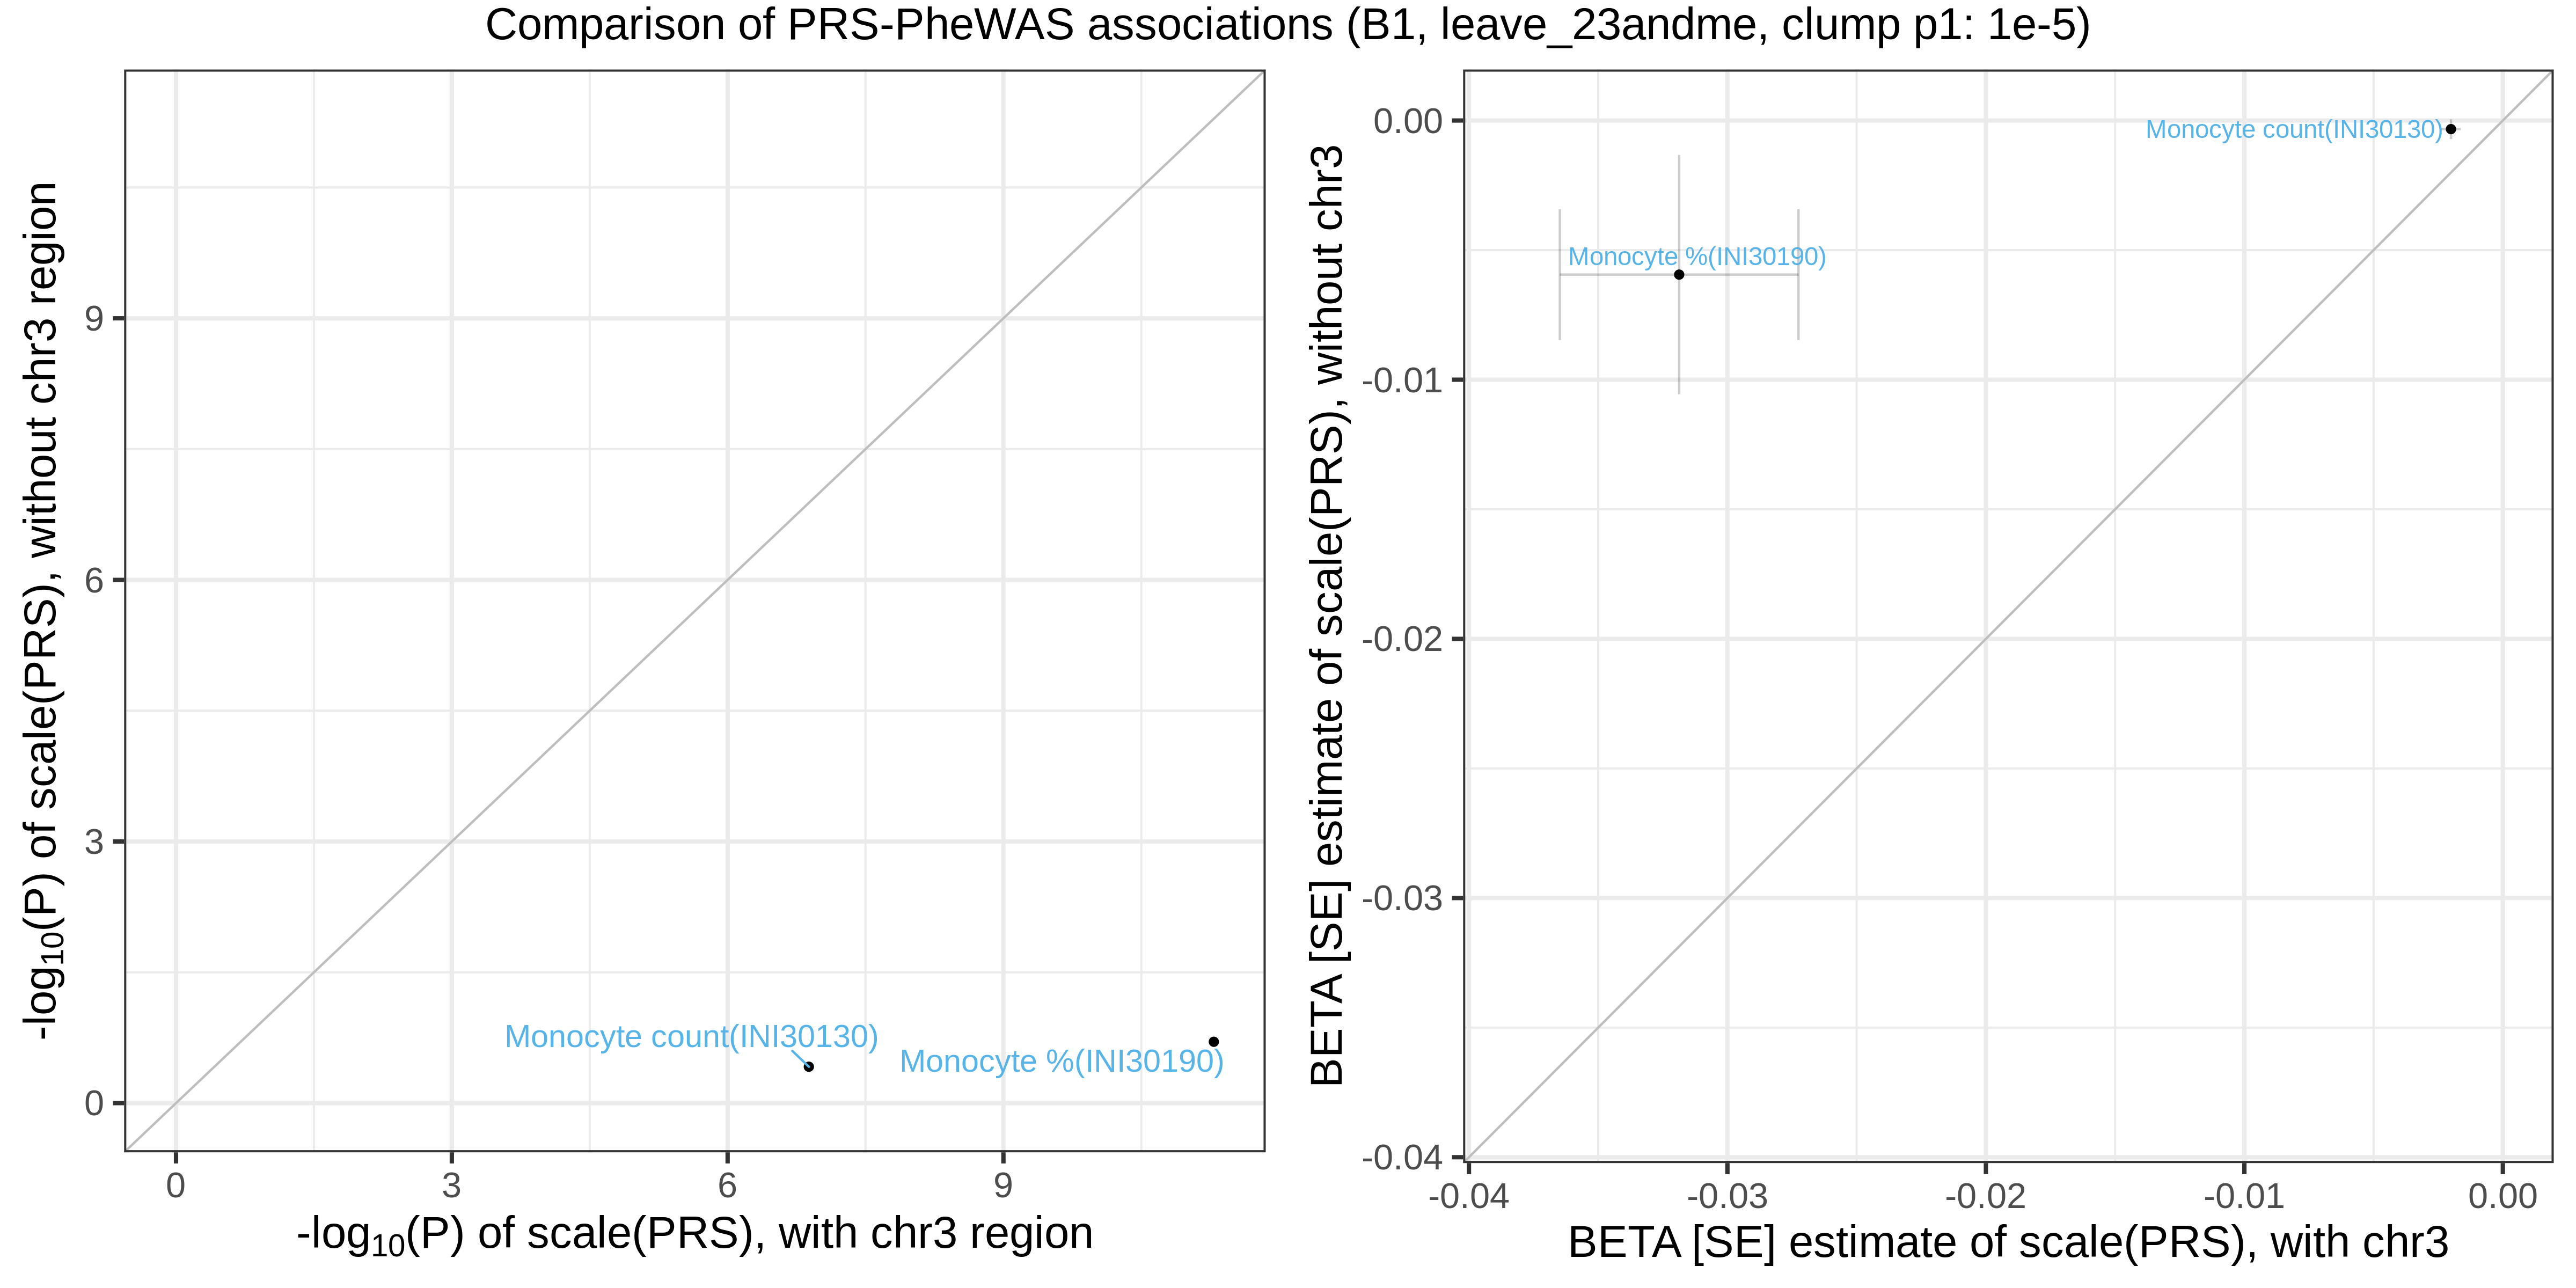 Comparison of PRS-PheWAS associations (B1, leave_23andme, clump p1: 1e-5)
-log10(P) of scale(PRS), without chr3 region
9
6
3
0
Monocyte count(INI30130)
Monocyte %(INI30190)
0 3 6 9
-log10(P) of scale(PRS), with chr3 region
BETA [SE] estimate of scale(PRS), without chr3
0.00
-0.01
-0.02
-0.03
-0.04
Monocyte count(INI30130)
Monocyte %(INI30190)
-0.04 -0.03 -0.02 -0.01 0.00
BETA [SE] estimate of scale(PRS), with chr3